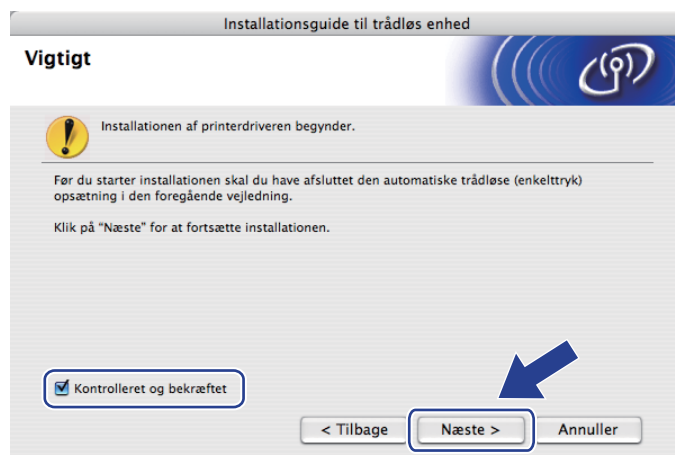 Installationsguide til trådløs enhed
Vigtigt
Installationen af printerdriveren begynder.
Før du starter installationen skal du have afsluttet den automatiske trådløse (enkelttryk)
opsætning i den foregående vejledning.
Klik på "Næste" for at fortsætte installationen.
Kontrolleret og bekræftet
< Tilbage
Næste >
Annuller